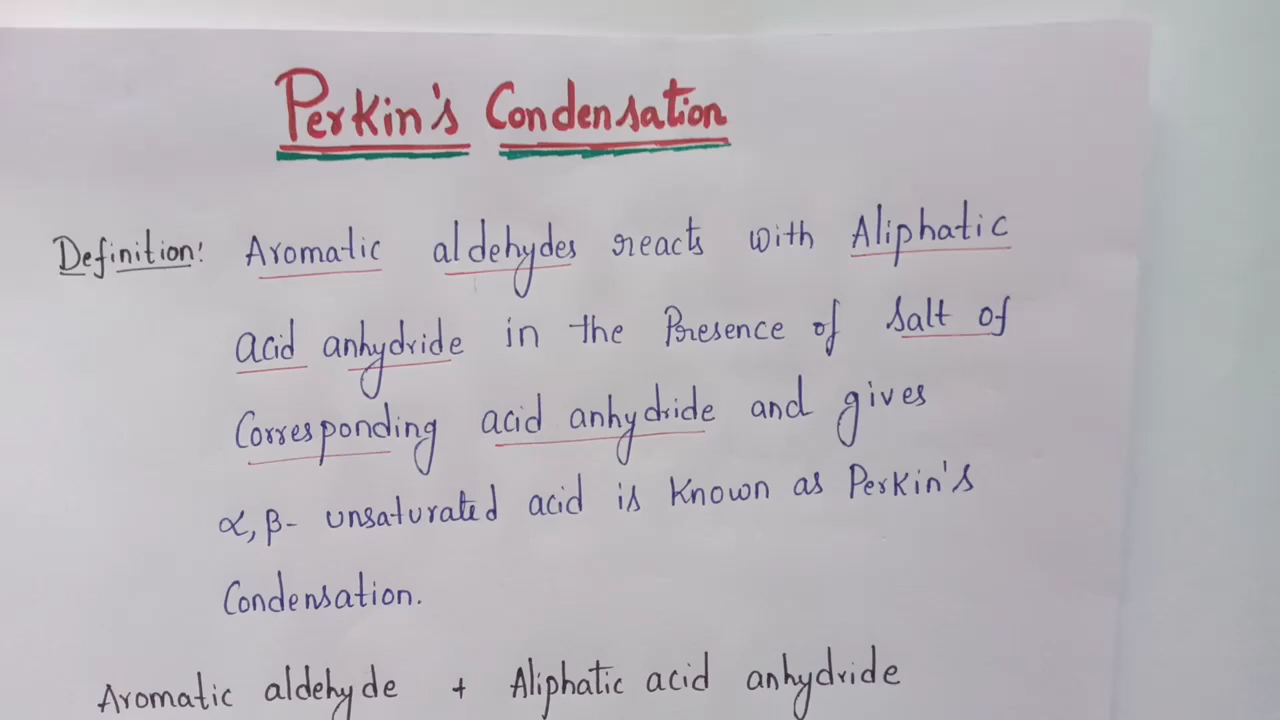 Perkin's Condensation
Definition: Aromatic aldehydes reacts with Aliphatic
acid anhydride in the Presence of salt of
Corresponding acid anhydride and gives
α, β- unsaturated acid is known as Perkin's
Condensation.
Aromatic aldehyde + Aliphatic acid anhydride